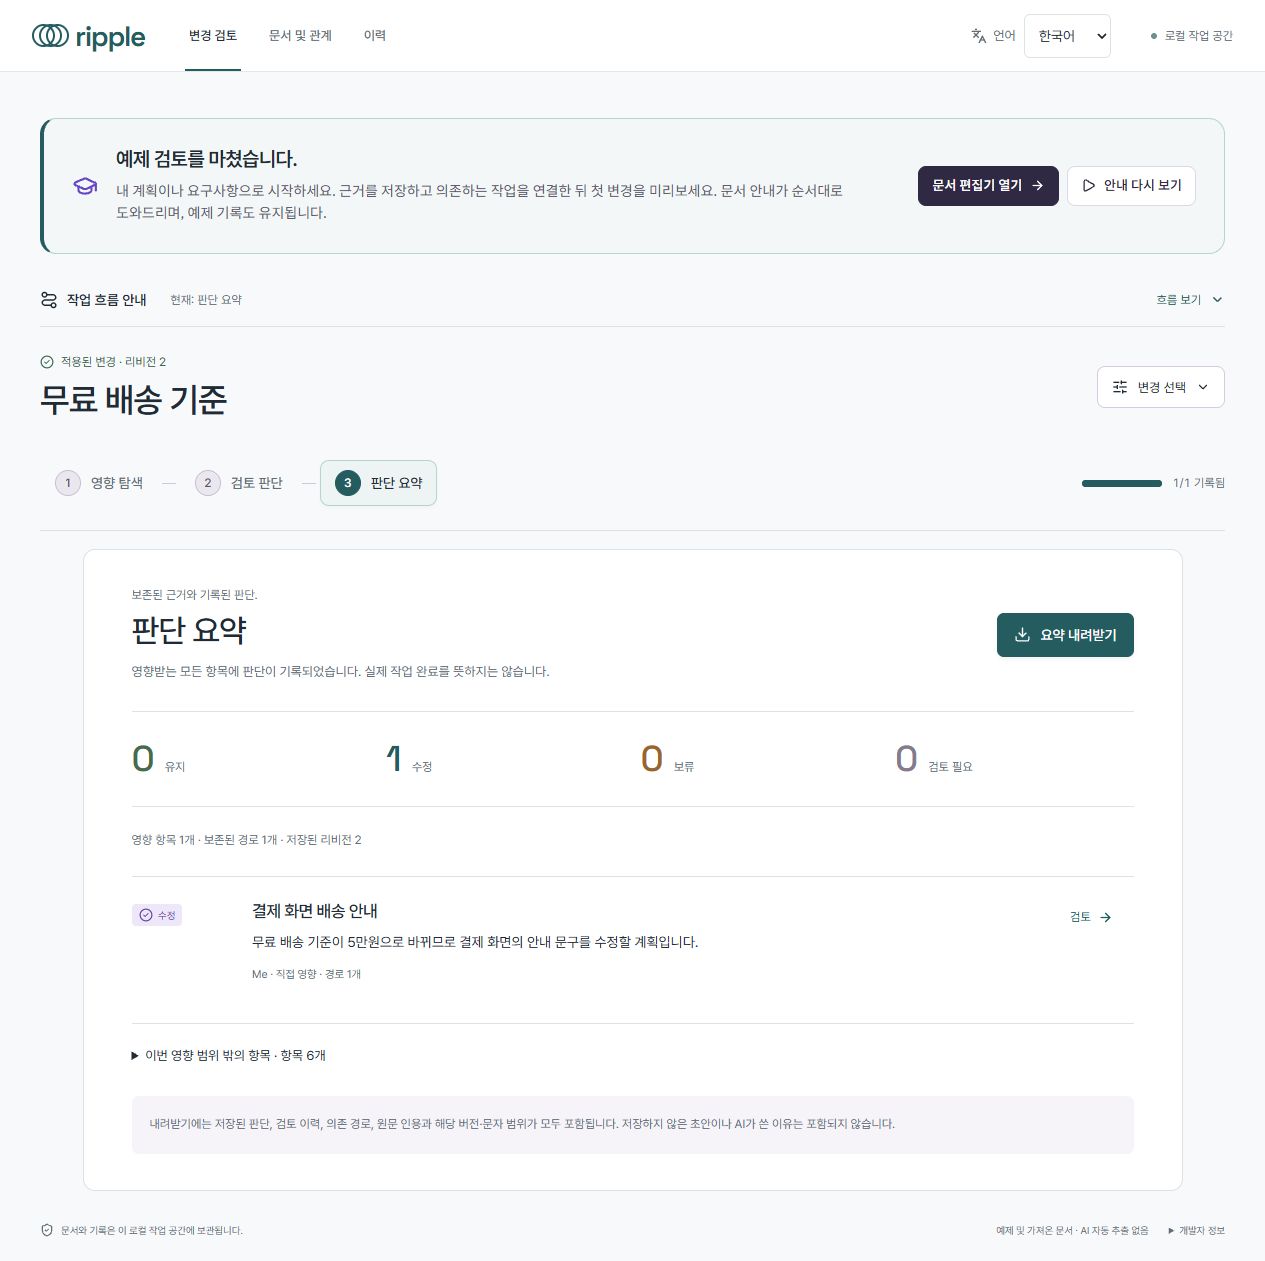 ripple
변경 검토
문서 및 관계
이력
언어
한국어
로컬 작업 공간
예제 검토를 마쳤습니다.
내 계획이나 요구사항으로 시작하세요. 근거를 저장하고 의존하는 작업을 연결한 뒤 첫 변경을 미리보세요. 문서 안내가 순서대로
도와드리며, 예제 기록도 유지됩니다.
문서 편집기 열기
안내 다시 보기
작업 흐름 안내
현재: 판단 요약
흐름 보기
적용된 변경 · 리비전 2
무료 배송 기준
변경 선택
1 영향 탐색
2 검토 판단
3 판단 요약
1/1 기록됨
보존된 근거와 기록된 판단.
판단 요약
영향받는 모든 항목에 판단이 기록되었습니다. 실제 작업 완료를 뜻하지는 않습니다.
요약 내려받기
0 유지
1 수정
0 보류
0 검토 필요
영향 항목 1개 · 보존된 경로 1개 · 저장된 리비전 2
수정
결제 화면 배송 안내
무료 배송 기준이 5만원으로 바뀌므로 결제 화면의 안내 문구를 수정할 계획입니다.
Me · 직접 영향 · 경로 1개
검토
이번 영향 범위 밖의 항목 · 항목 6개
내려받기에는 저장된 판단, 검토 이력, 의존 경로, 원문 인용과 해당 버전·문자 범위가 모두 포함됩니다. 저장하지 않은 초안이나 AI가 쓴 이유는 포함되지 않습니다.
문서와 기록은 이 로컬 작업 공간에 보관됩니다.
예제 및 가져온 문서 · AI 자동 추출 없음
개발자 정보